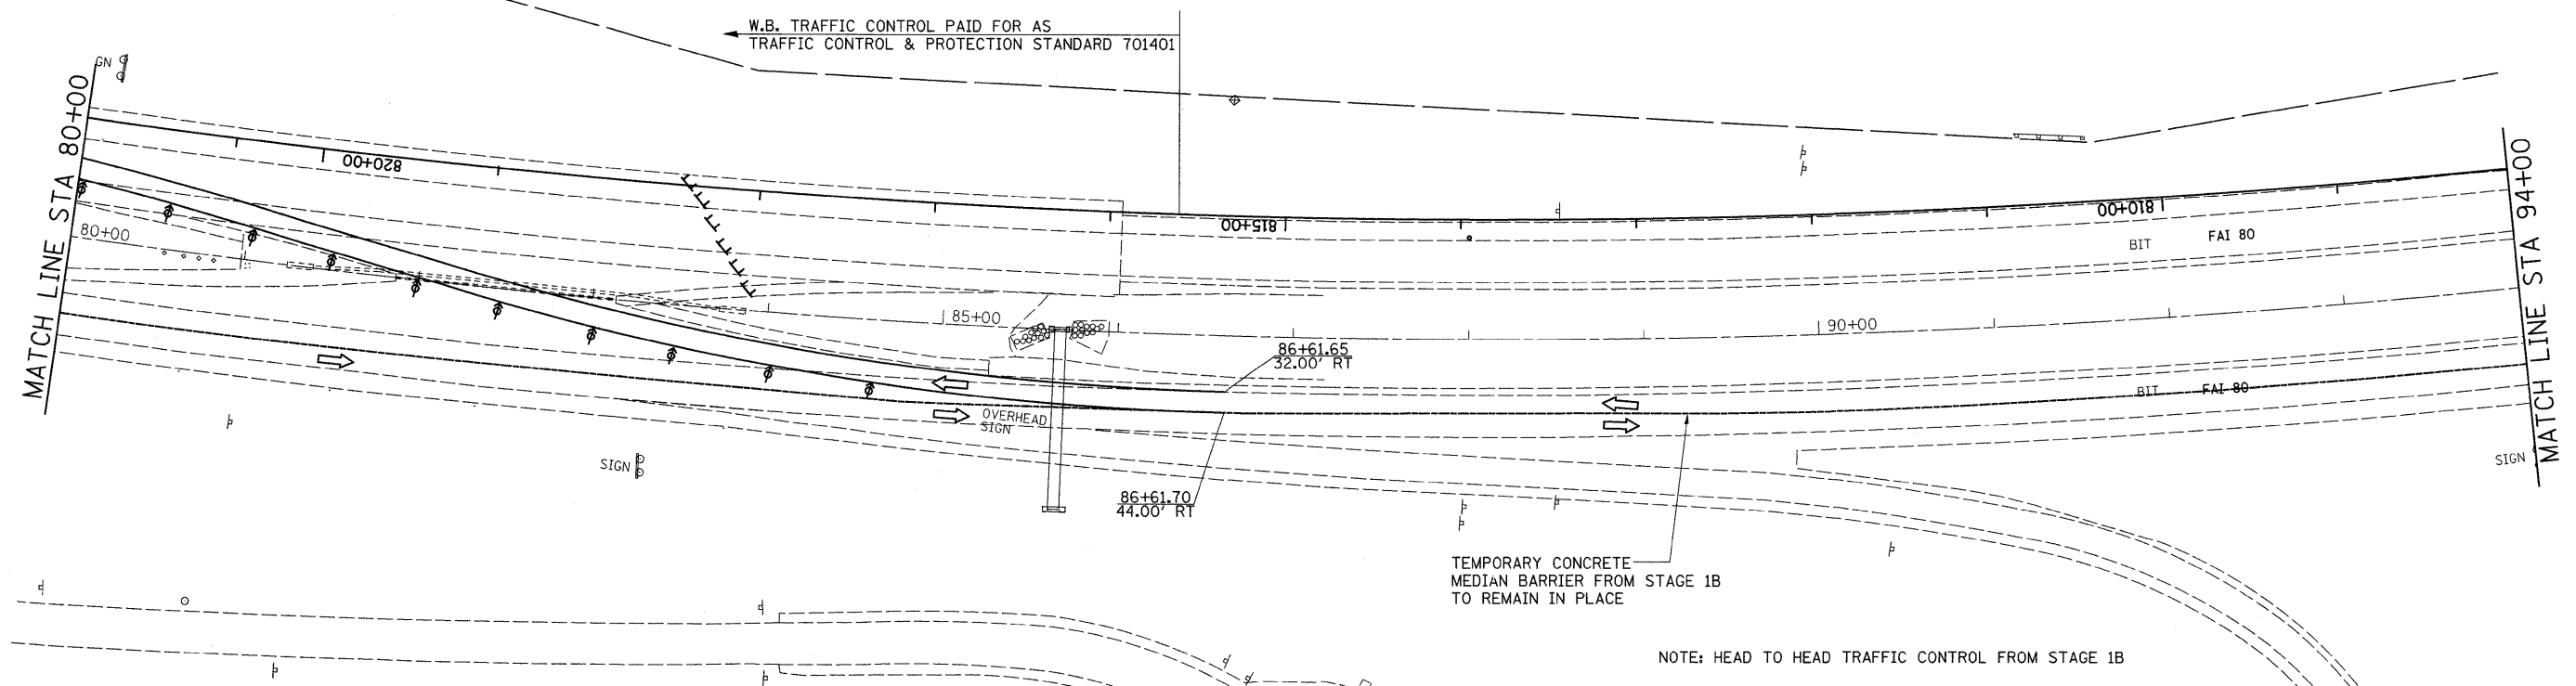 W.B. TRAFFIC CONTROL PAID FOR AS
TRAFFIC CONTROL & PROTECTION STANDARD 701401
GN
MATCH LINE STA 80+00
820+00
80+00
815+00
810+00
BIT
FAI 80
MATCH LINE STA 94+00
85+00
90+00
86+61.65
32.00' RT
BIT
FAI 80
OVERHEAD
SIGN
SIGN
SIGN
86+61.70
44.00' RT
TEMPORARY CONCRETE
MEDIAN BARRIER FROM STAGE 1B
TO REMAIN IN PLACE
NOTE: HEAD TO HEAD TRAFFIC CONTROL FROM STAGE 1B